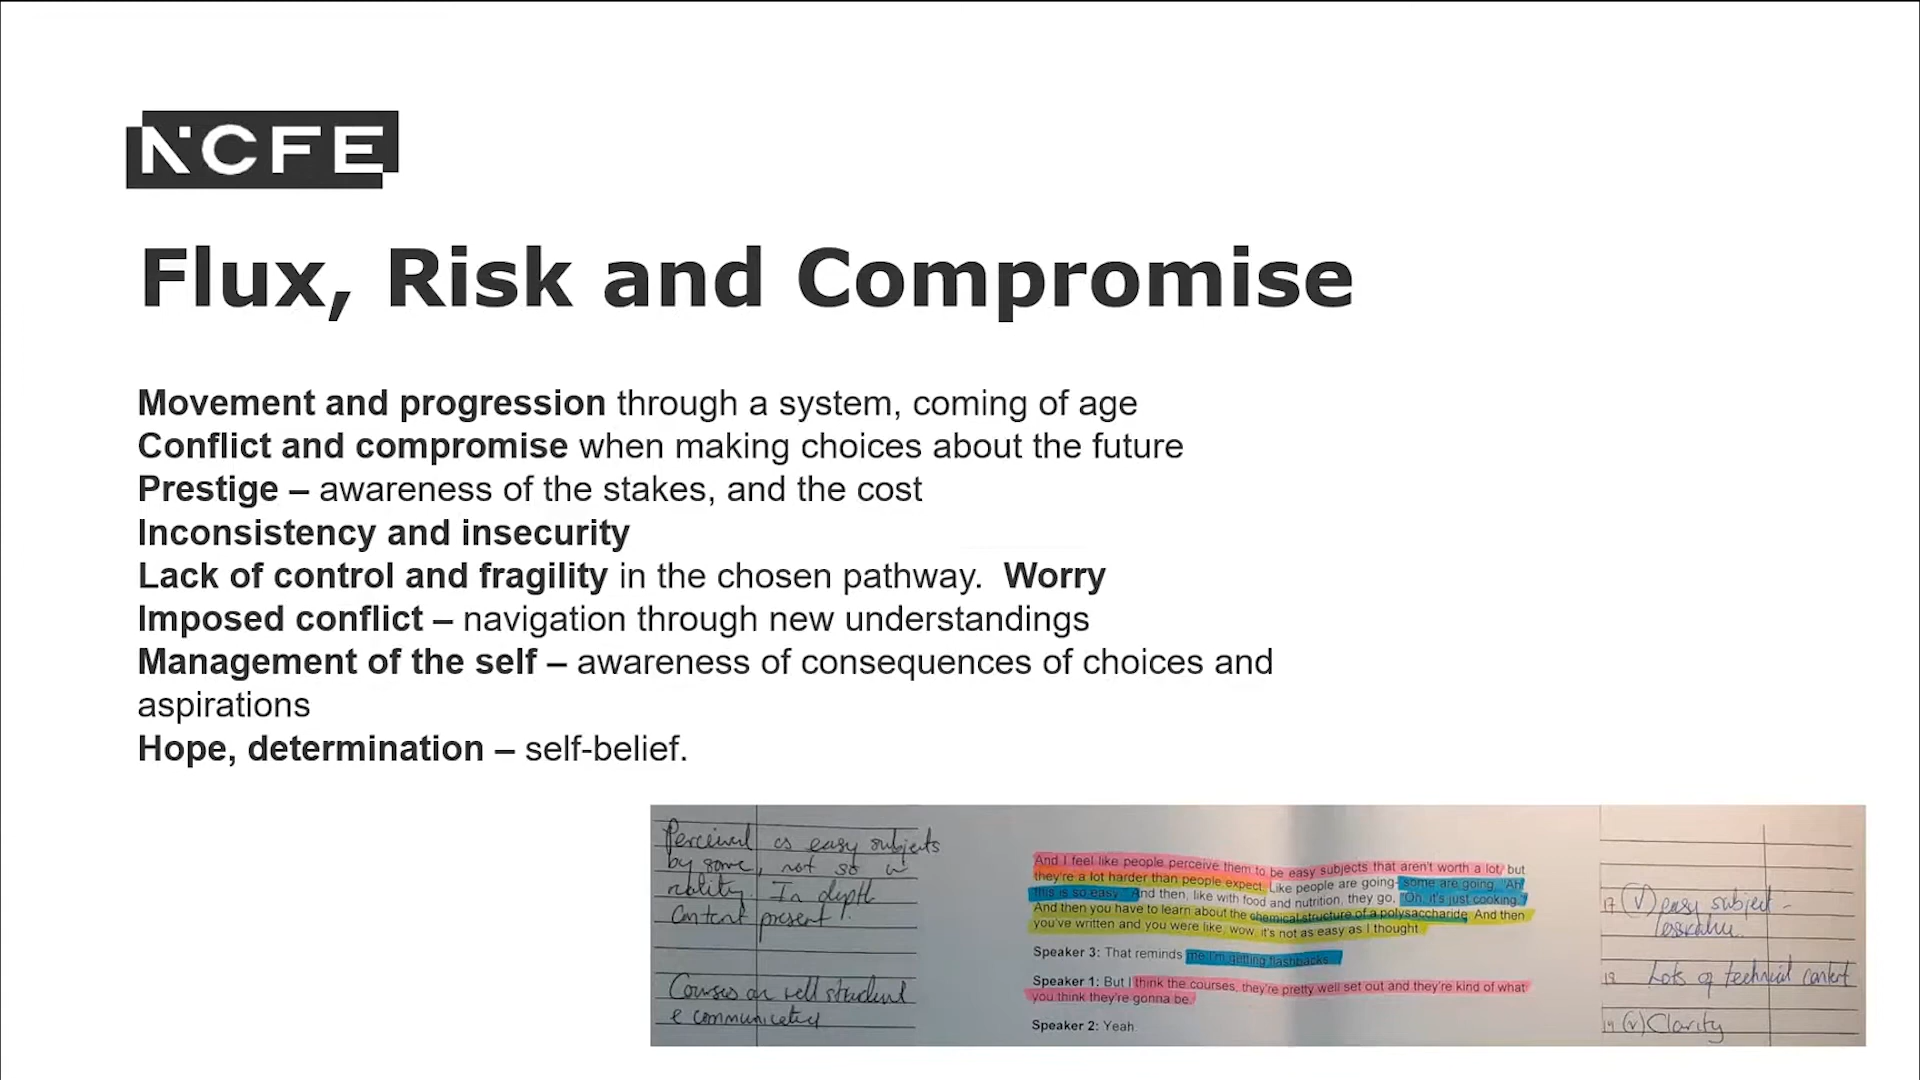 NCFE
Flux, Risk and Compromise
Movement and progression through a system, coming of age
Conflict and compromise when making choices about the future
Prestige – awareness of the stakes, and the cost
Inconsistency and insecurity
Lack of control and fragility in the chosen pathway.  Worry
Imposed conflict – navigation through new understandings
Management of the self – awareness of consequences of choices and
aspirations
Hope, determination – self-belief.
Perceived as easy subjects
by some, not so in
reality. In depth
Content present!
Courses are well structured
& communicated
And I feel like people perceive them to be easy subjects that aren't worth a lot, but
they're a lot harder than people expect. Like people are going- some are going, "Ah
this is so easy." And then, like with food and nutrition, they go, "Oh, it's just cooking."
And then you have to learn about the chemical structure of a polysaccharide. And then
you've written and you were like, wow, it's not as easy as I thought.
Speaker 3: That reminds me I'm getting flashbacks.
Speaker 1: But I think the courses, they're pretty well set out and they're kind of what
you think they're gonna be.
Speaker 2: Yeah.
17 (V) easy subject -
18 Lots of technical content
19 (V) Clarity